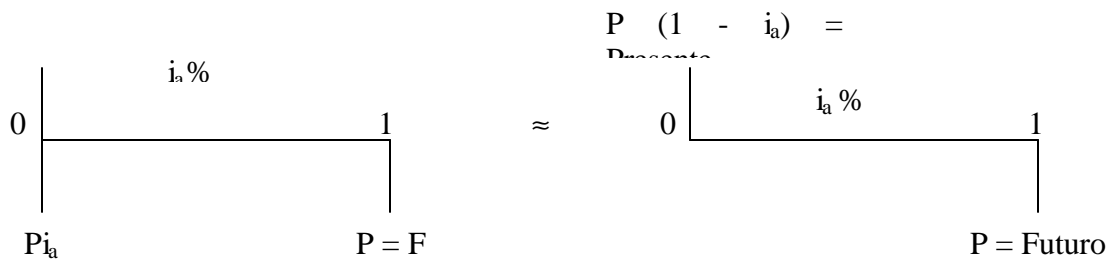 P (1 - iₐ) =
iₐ%
iₐ %
0 1 ≈ 0 1
Piₐ P = F P = Futuro